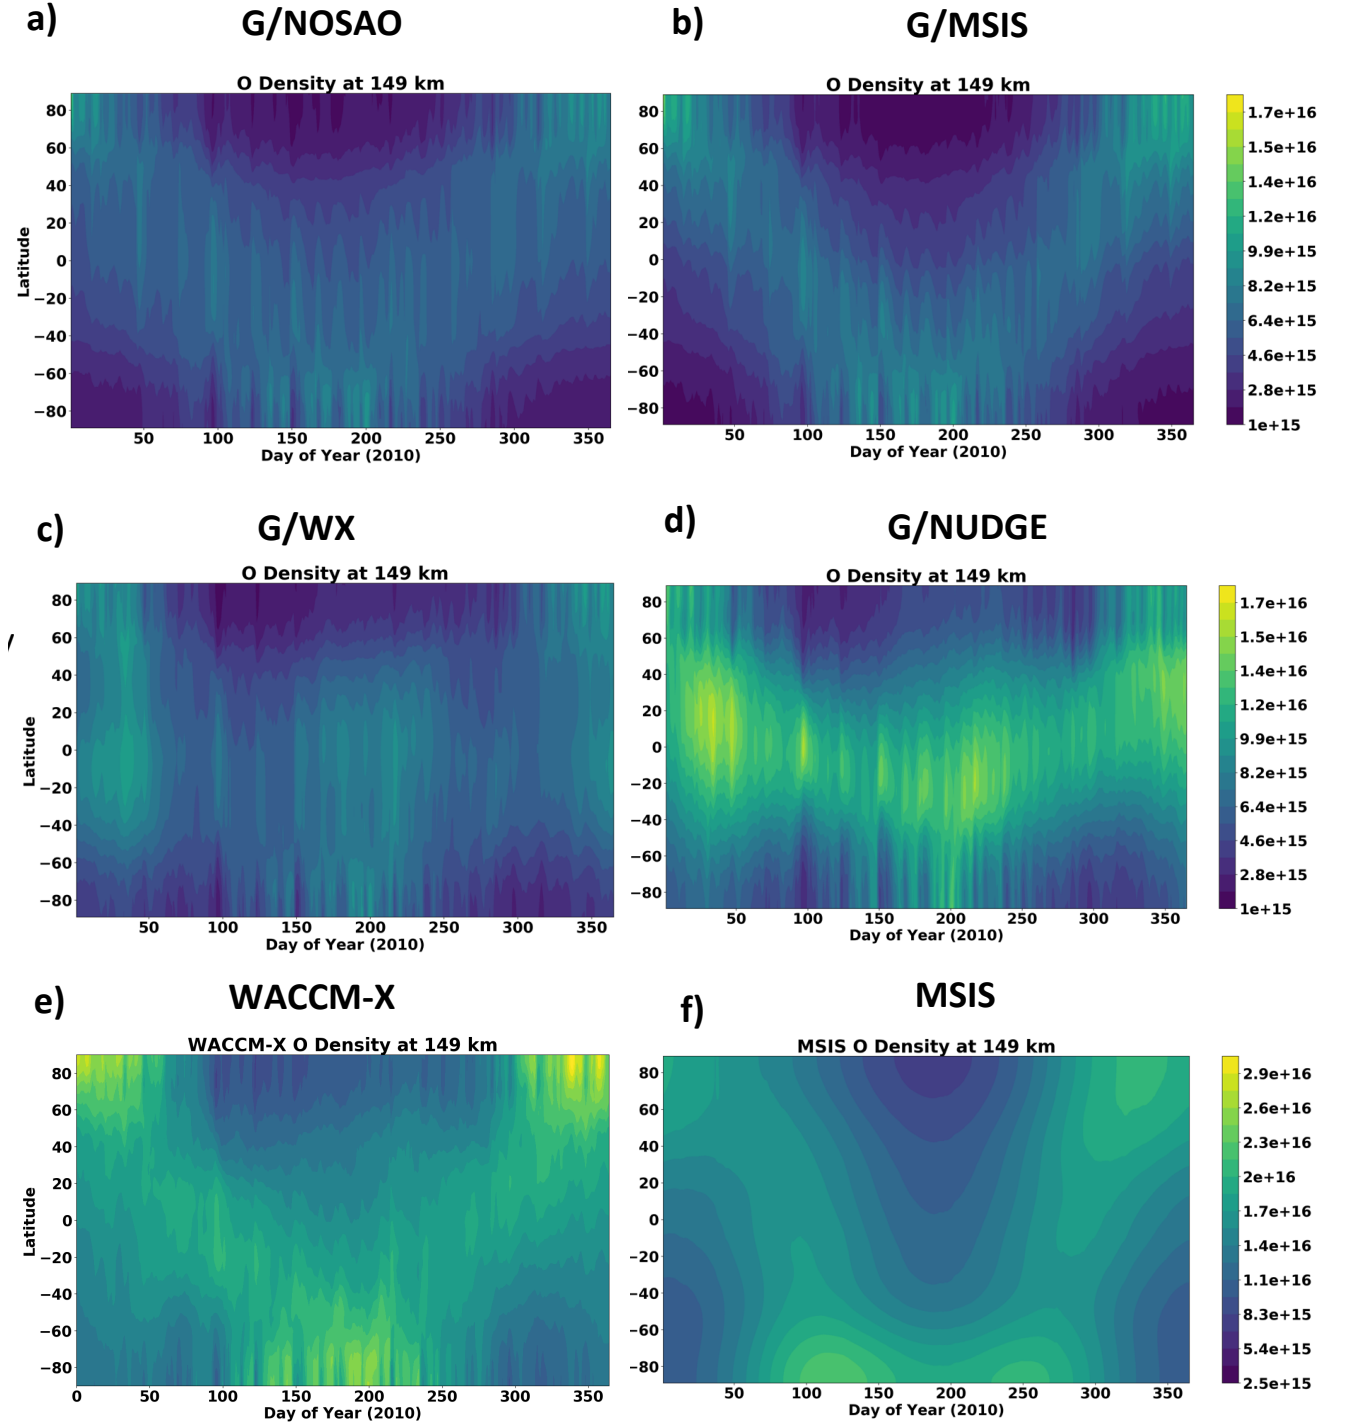 a) G/NOSAO
b) G/MSIS
O Density at 149 km
80
60
40
20
0
−20
−40
−60
−80
Latitude
50 100 150 200 250 300 350
Day of Year (2010)
O Density at 149 km
80
60
40
20
0
−20
−40
−60
−80
50 100 150 200 250 300 350
Day of Year (2010)
1.7e+16
1.5e+16
1.4e+16
1.2e+16
9.9e+15
8.2e+15
6.4e+15
4.6e+15
2.8e+15
1e+15
c) G/WX
d) G/NUDGE
O Density at 149 km
80
60
40
20
0
−20
−40
−60
−80
Latitude
50 100 150 200 250 300 350
Day of Year (2010)
O Density at 149 km
80
60
40
20
0
−20
−40
−60
−80
50 100 150 200 250 300 350
Day of Year (2010)
1.7e+16
1.5e+16
1.4e+16
1.2e+16
9.9e+15
8.2e+15
6.4e+15
4.6e+15
2.8e+15
1e+15
e) WACCM-X
f) MSIS
WACCM-X O Density at 149 km
80
60
40
20
0
−20
−40
−60
−80
Latitude
0 50 100 150 200 250 300 350
Day of Year (2010)
MSIS O Density at 149 km
80
60
40
20
0
−20
−40
−60
−80
50 100 150 200 250 300 350
Day of Year (2010)
2.9e+16
2.6e+16
2.3e+16
2e+16
1.7e+16
1.4e+16
1.1e+16
8.3e+15
5.4e+15
2.5e+15